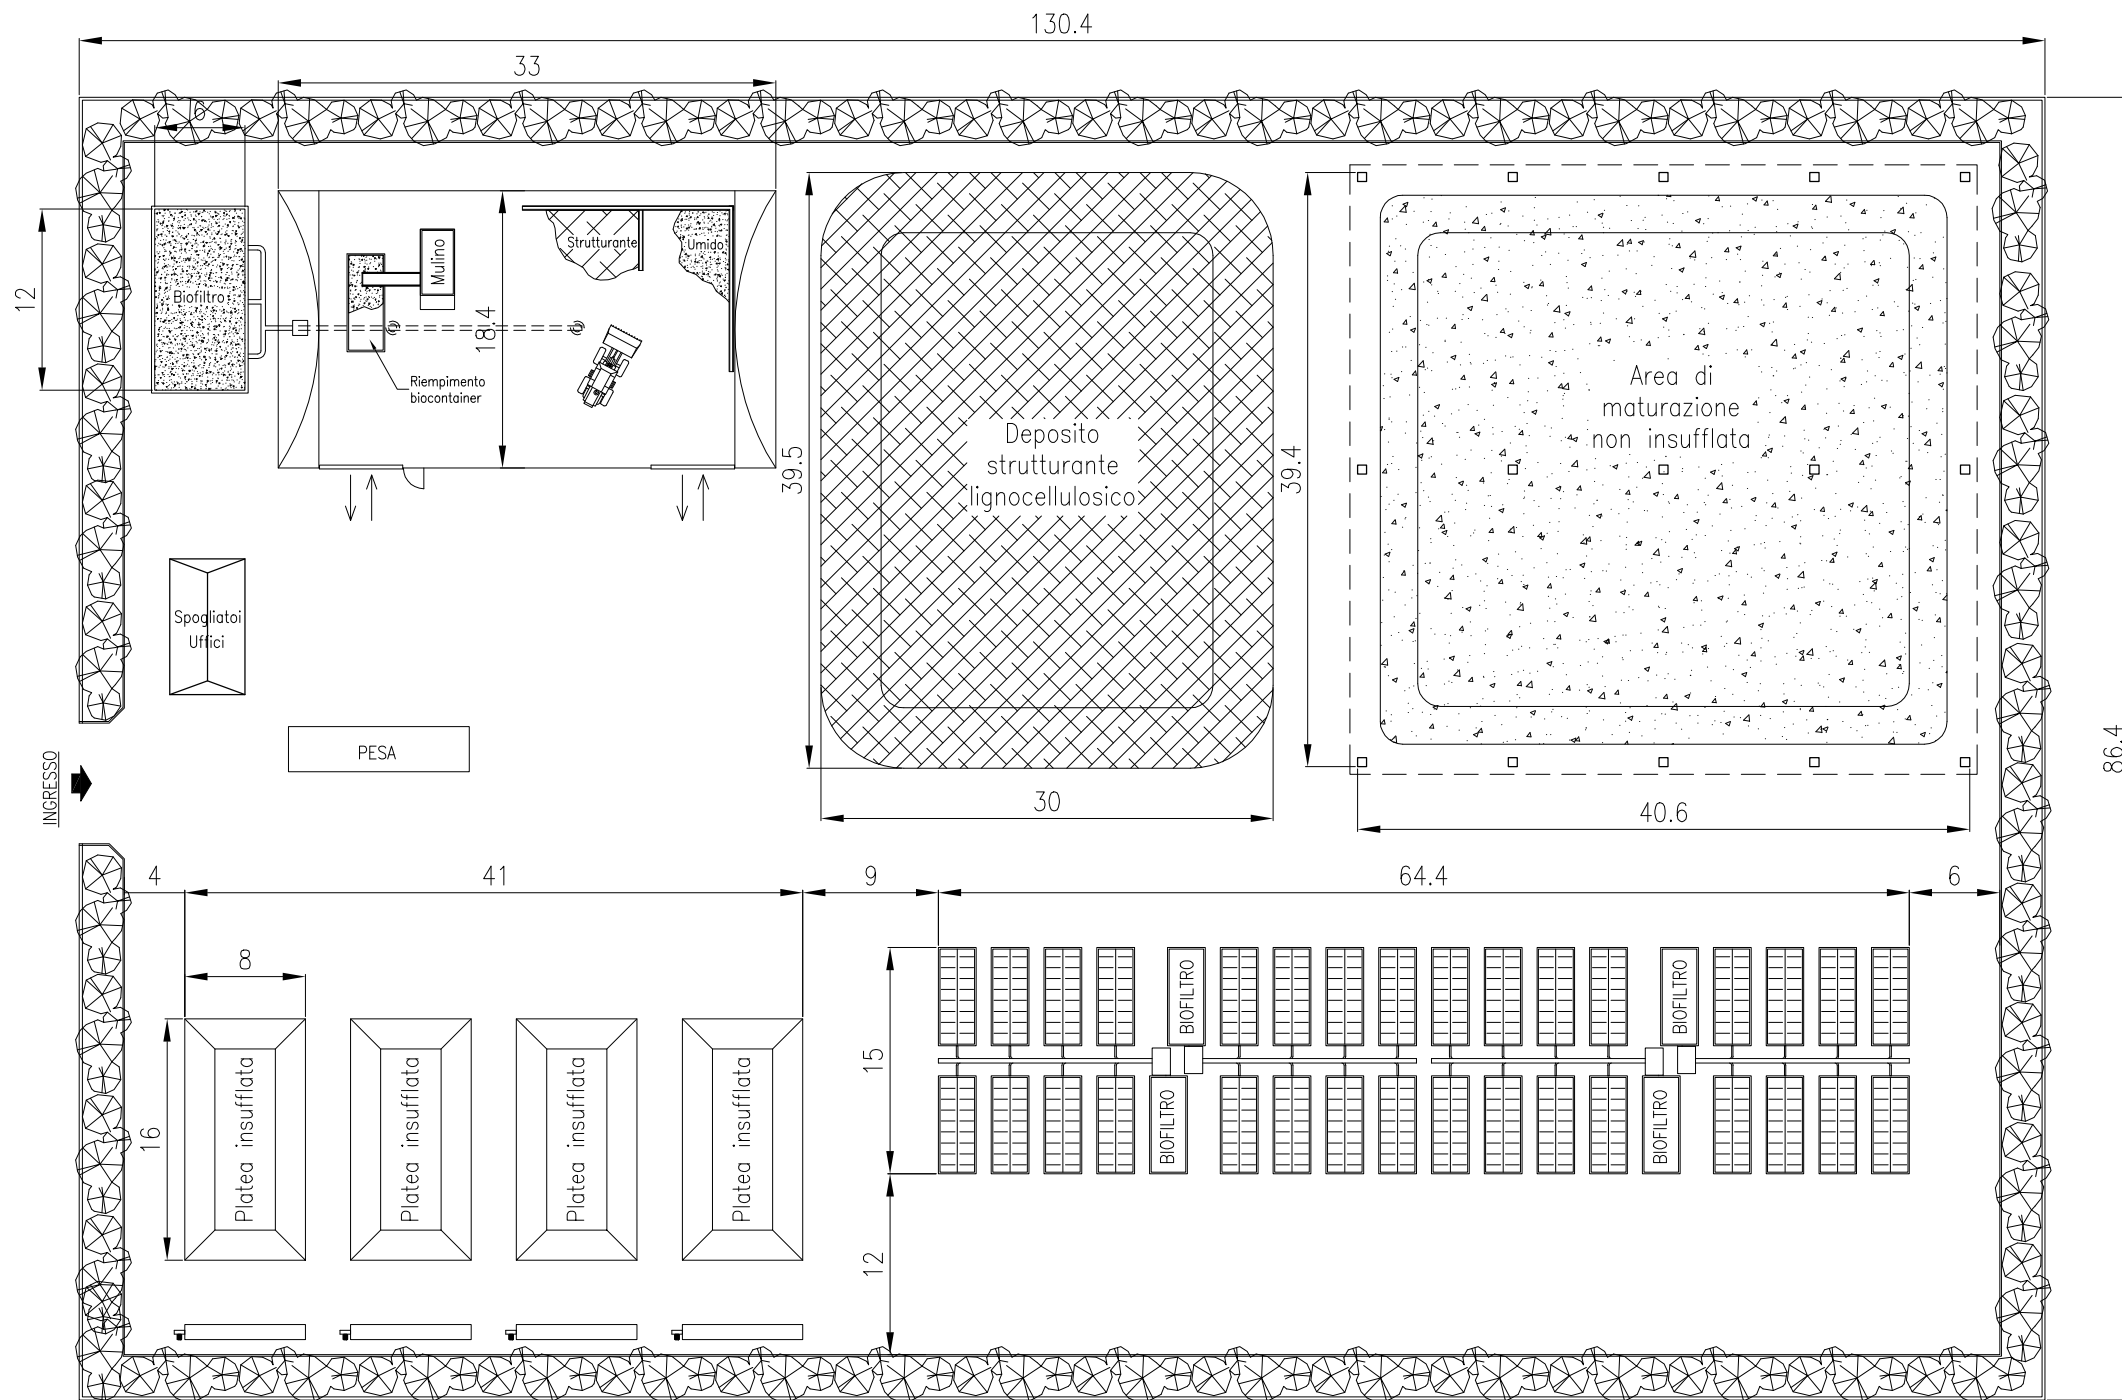 130.4
33
6
12
Biofiltro
Mulino
18.4
Strutturante
Umido
Riempimento
biocontainer
39.5
Deposito
strutturante
lignocellulosico
39.4
Area di
maturazione
non insufflata
Spogliatoi
Uffici
PESA
INGRESSO
30
40.6
86.4
4
41
9
64.4
6
8
16
Platea insufflata
Platea insufflata
Platea insufflata
Platea insufflata
15
12
BIOFILTRO
BIOFILTRO
BIOFILTRO
BIOFILTRO